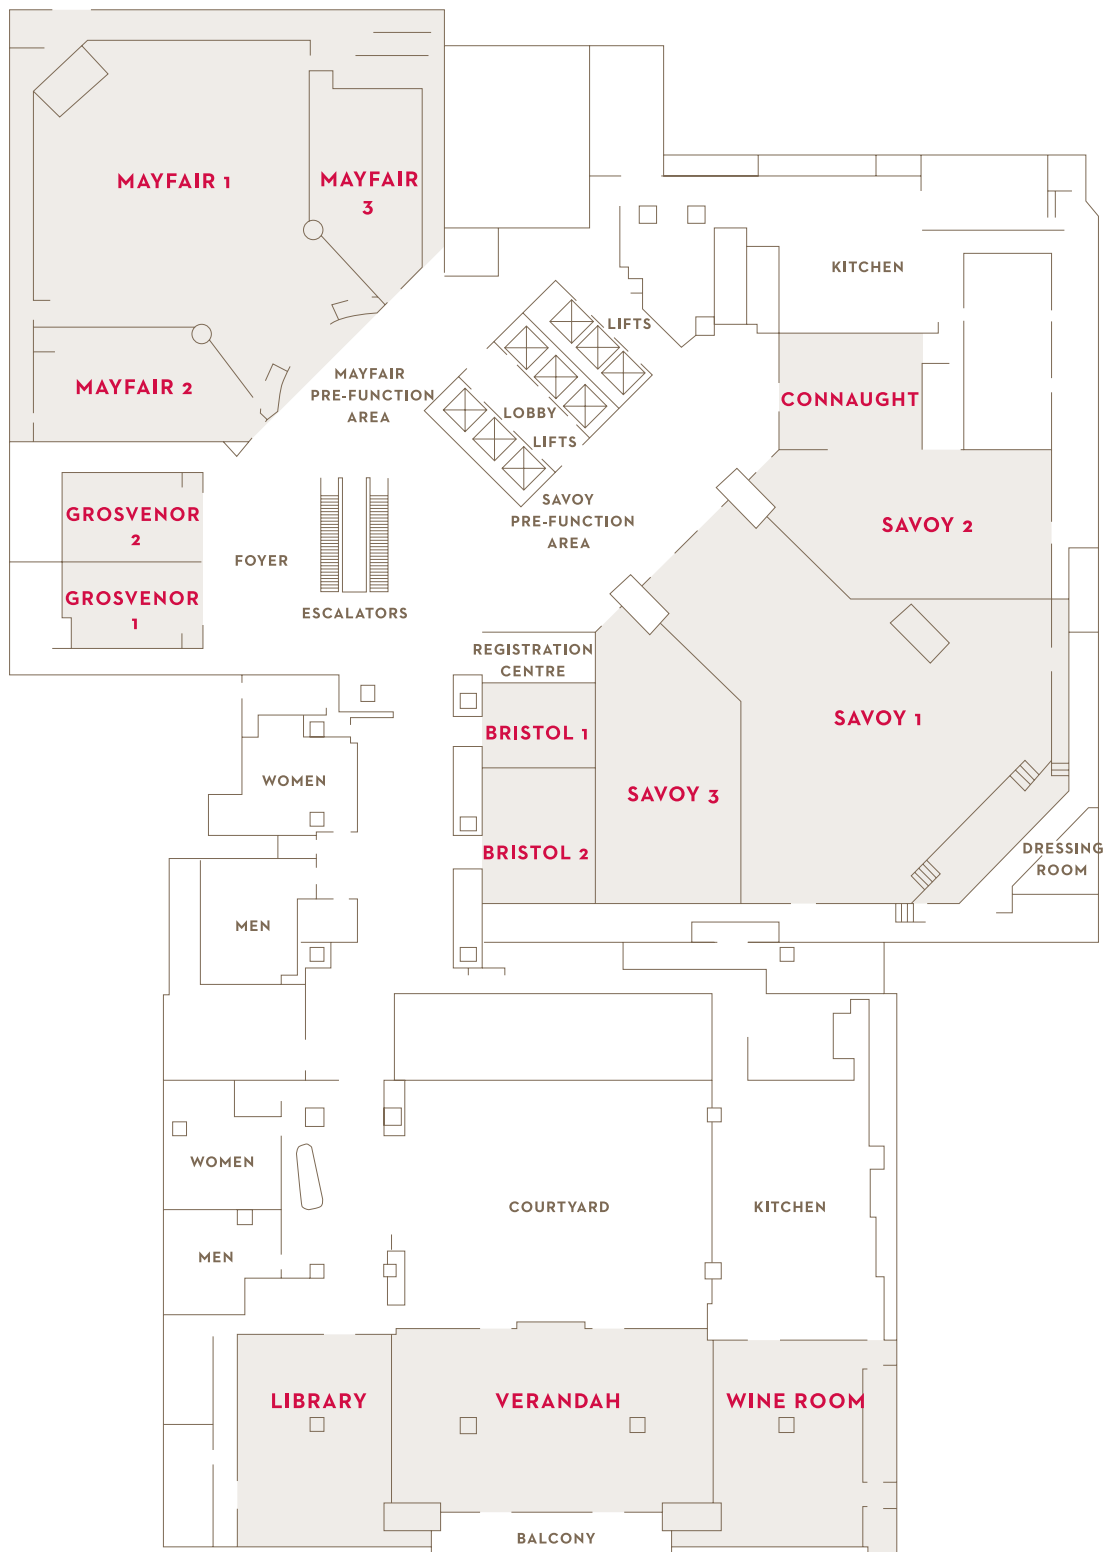 MAYFAIR 1
MAYFAIR
3
KITCHEN
LIFTS
MAYFAIR
PRE-FUNCTION
AREA
MAYFAIR 2
CONNAUGHT
LOBBY
LIFTS
SAVOY
PRE-FUNCTION
AREA
GROSVENOR
2
SAVOY 2
FOYER
GROSVENOR
1
ESCALATORS
REGISTRATION
CENTRE
BRISTOL 1
SAVOY 1
WOMEN
SAVOY 3
BRISTOL 2
DRESSING
ROOM
MEN
WOMEN
COURTYARD
KITCHEN
MEN
LIBRARY
VERANDAH
WINE ROOM
BALCONY